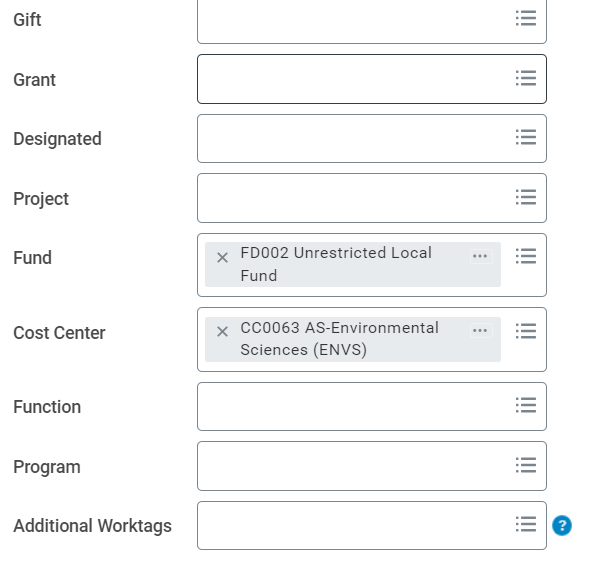 Gift
Grant
Designated
Project
Fund
FD002 Unrestricted Local
Fund
Cost Center
CC0063 AS-Environmental
Sciences (ENVS)
Function
Program
Additional Worktags
?